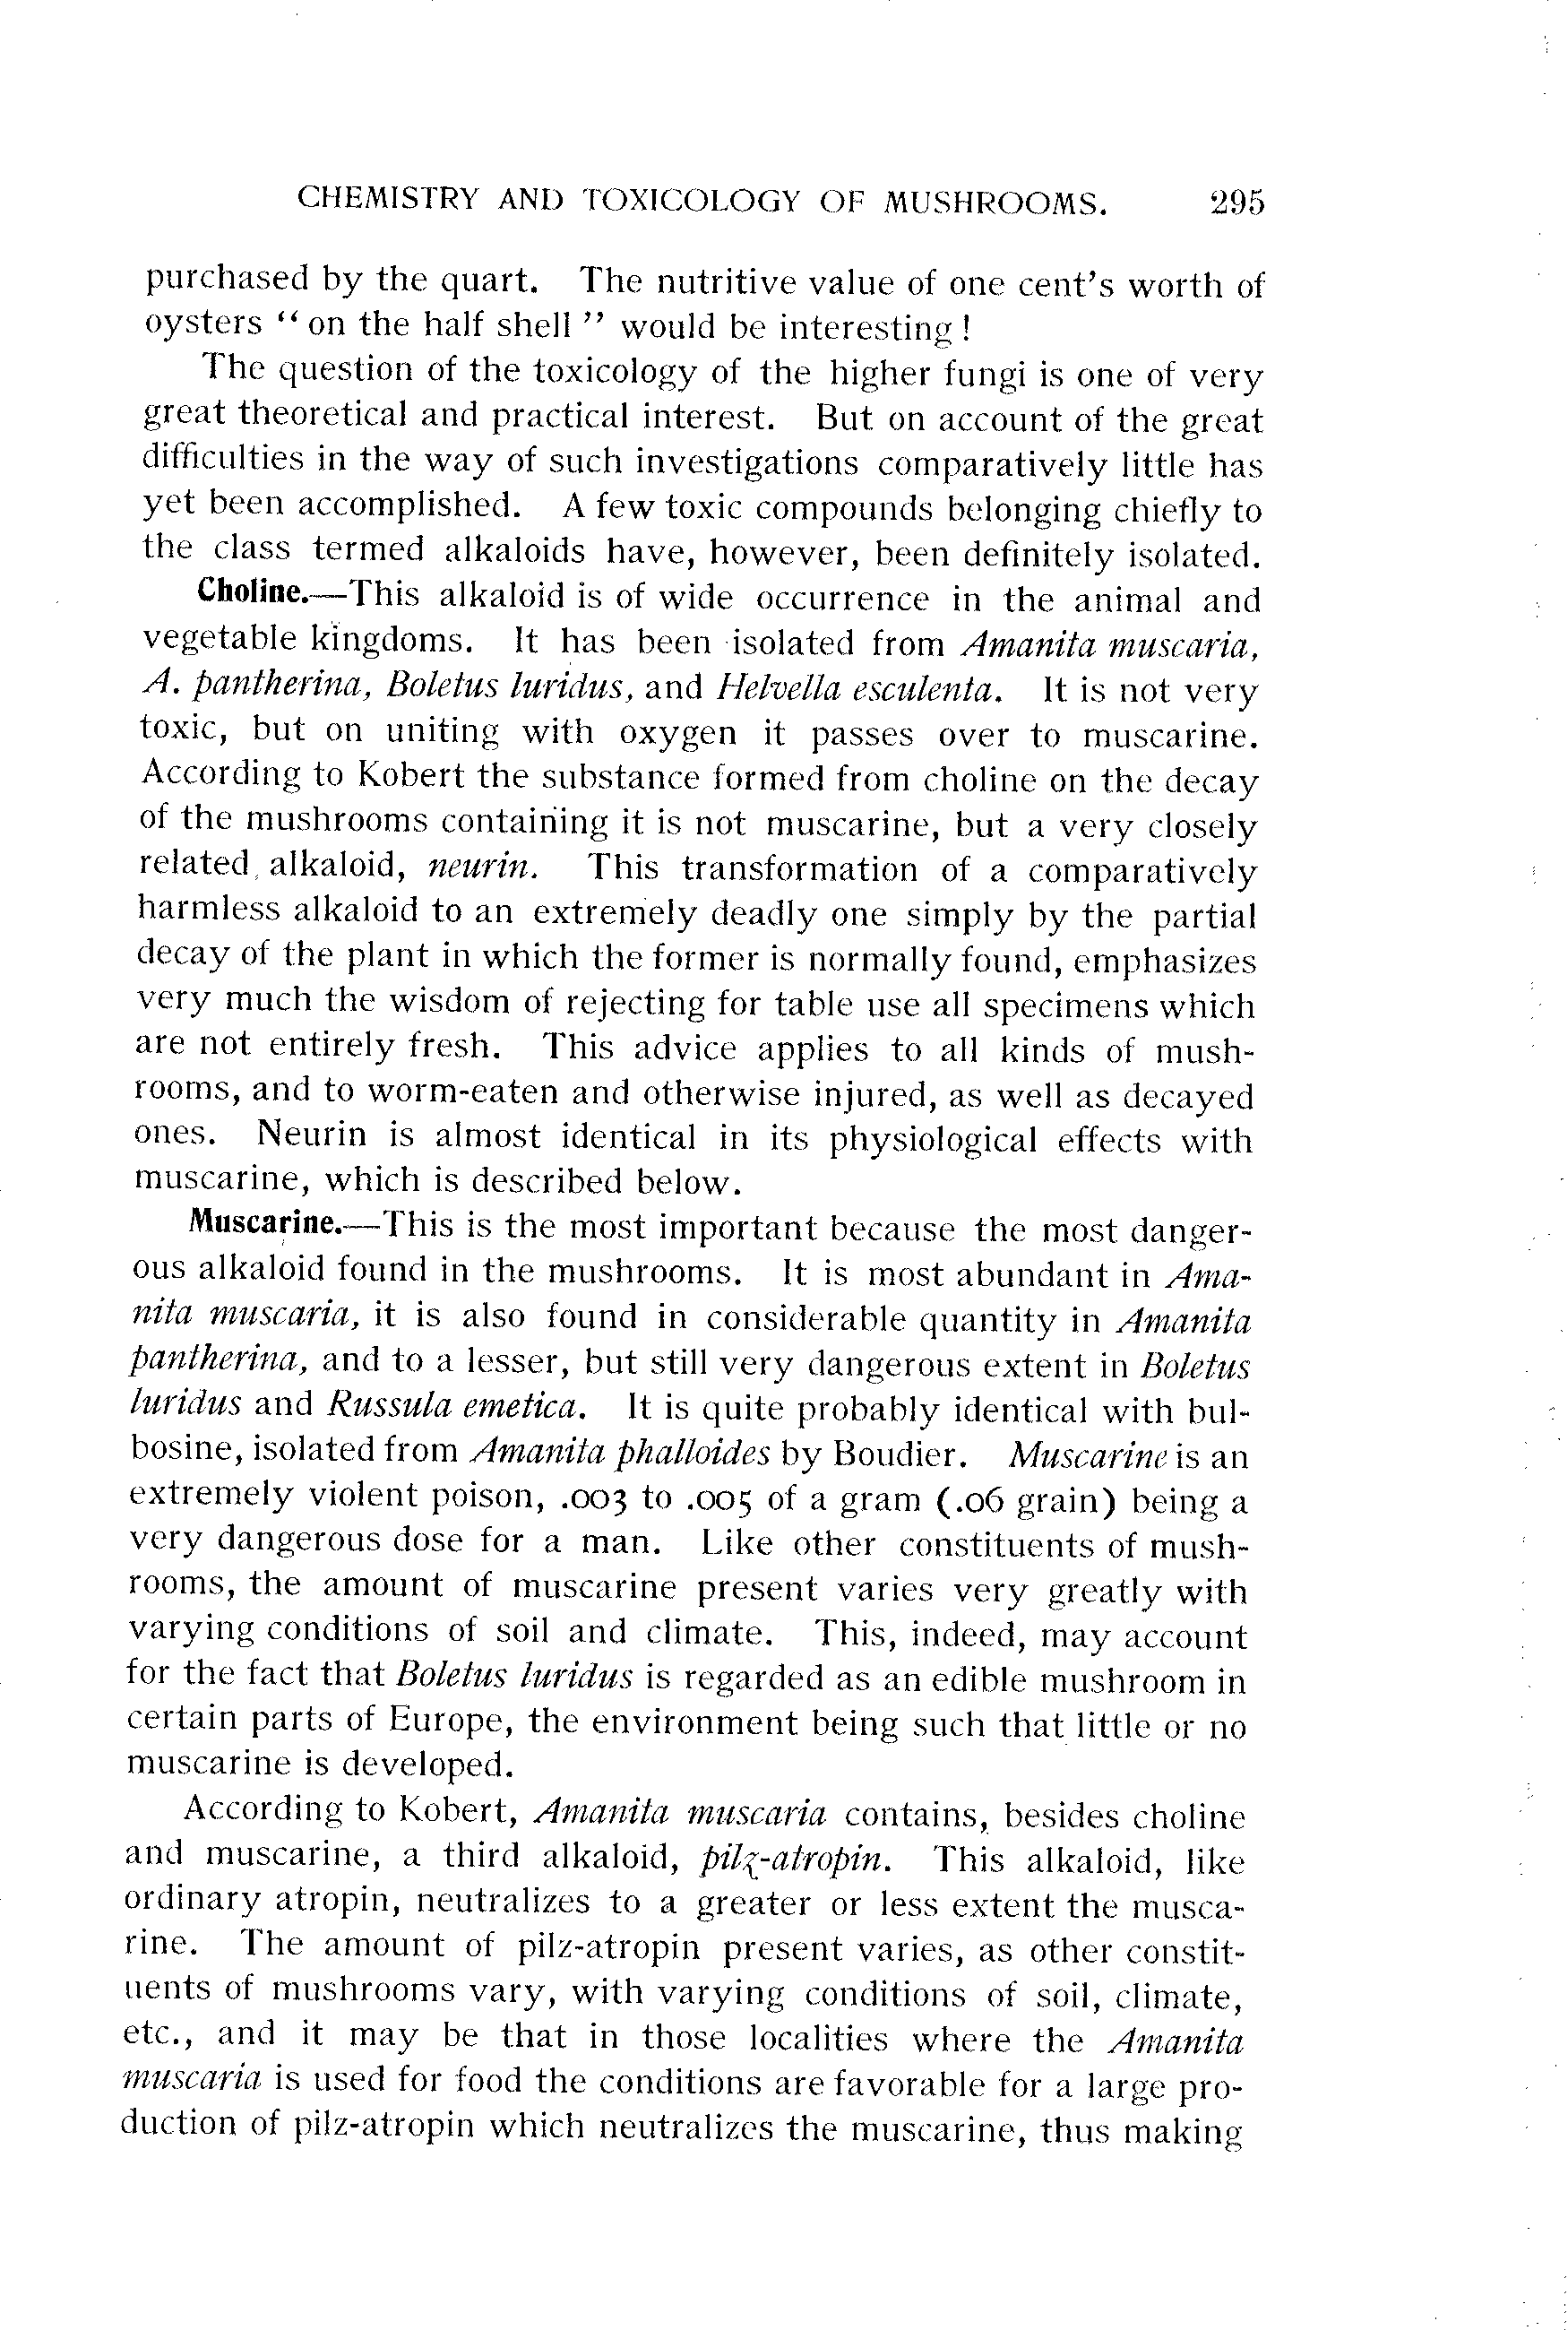 CHEMISTRY AND TOXICOLOGY OF MUSHROOMS. 295
purchased by the quart. The nutritive value of one cent's worth of
oysters “on the half shell” would be interesting!
The question of the toxicology of the higher fungi is one of very
great theoretical and practical interest. But on account of the great
difficulties in the way of such investigations comparatively little has
yet been accomplished. A few toxic compounds belonging chiefly to
the class termed alkaloids have, however, been definitely isolated.
Choline.—This alkaloid is of wide occurrence in the animal and
vegetable kingdoms. It has been isolated from Amanita muscaria,
A. pantherina, Boletus luridus, and Helvella esculenta. It is not very
toxic, but on uniting with oxygen it passes over to muscarine.
According to Kobert the substance formed from choline on the decay
of the mushrooms containing it is not muscarine, but a very closely
related alkaloid, neurin. This transformation of a comparatively
harmless alkaloid to an extremely deadly one simply by the partial
decay of the plant in which the former is normally found, emphasizes
very much the wisdom of rejecting for table use all specimens which
are not entirely fresh. This advice applies to all kinds of mush-
rooms, and to worm-eaten and otherwise injured, as well as decayed
ones. Neurin is almost identical in its physiological effects with
muscarine, which is described below.
Muscarine.—This is the most important because the most danger-
ous alkaloid found in the mushrooms. It is most abundant in Ama-
nita muscaria, it is also found in considerable quantity in Amanita
pantherina, and to a lesser, but still very dangerous extent in Boletus
luridus and Russula emetica. It is quite probably identical with bul-
bosine, isolated from Amanita phalloides by Boudier. Muscarine is an
extremely violent poison, .003 to .005 of a gram (.06 grain) being a
very dangerous dose for a man. Like other constituents of mush-
rooms, the amount of muscarine present varies very greatly with
varying conditions of soil and climate. This, indeed, may account
for the fact that Boletus luridus is regarded as an edible mushroom in
certain parts of Europe, the environment being such that little or no
muscarine is developed.
According to Kobert, Amanita muscaria contains, besides choline
and muscarine, a third alkaloid, pilz-atropin. This alkaloid, like
ordinary atropin, neutralizes to a greater or less extent the musca-
rine. The amount of pilz-atropin present varies, as other constit-
uents of mushrooms vary, with varying conditions of soil, climate,
etc., and it may be that in those localities where the Amanita
muscaria is used for food the conditions are favorable for a large pro-
duction of pilz-atropin which neutralizes the muscarine, thus making